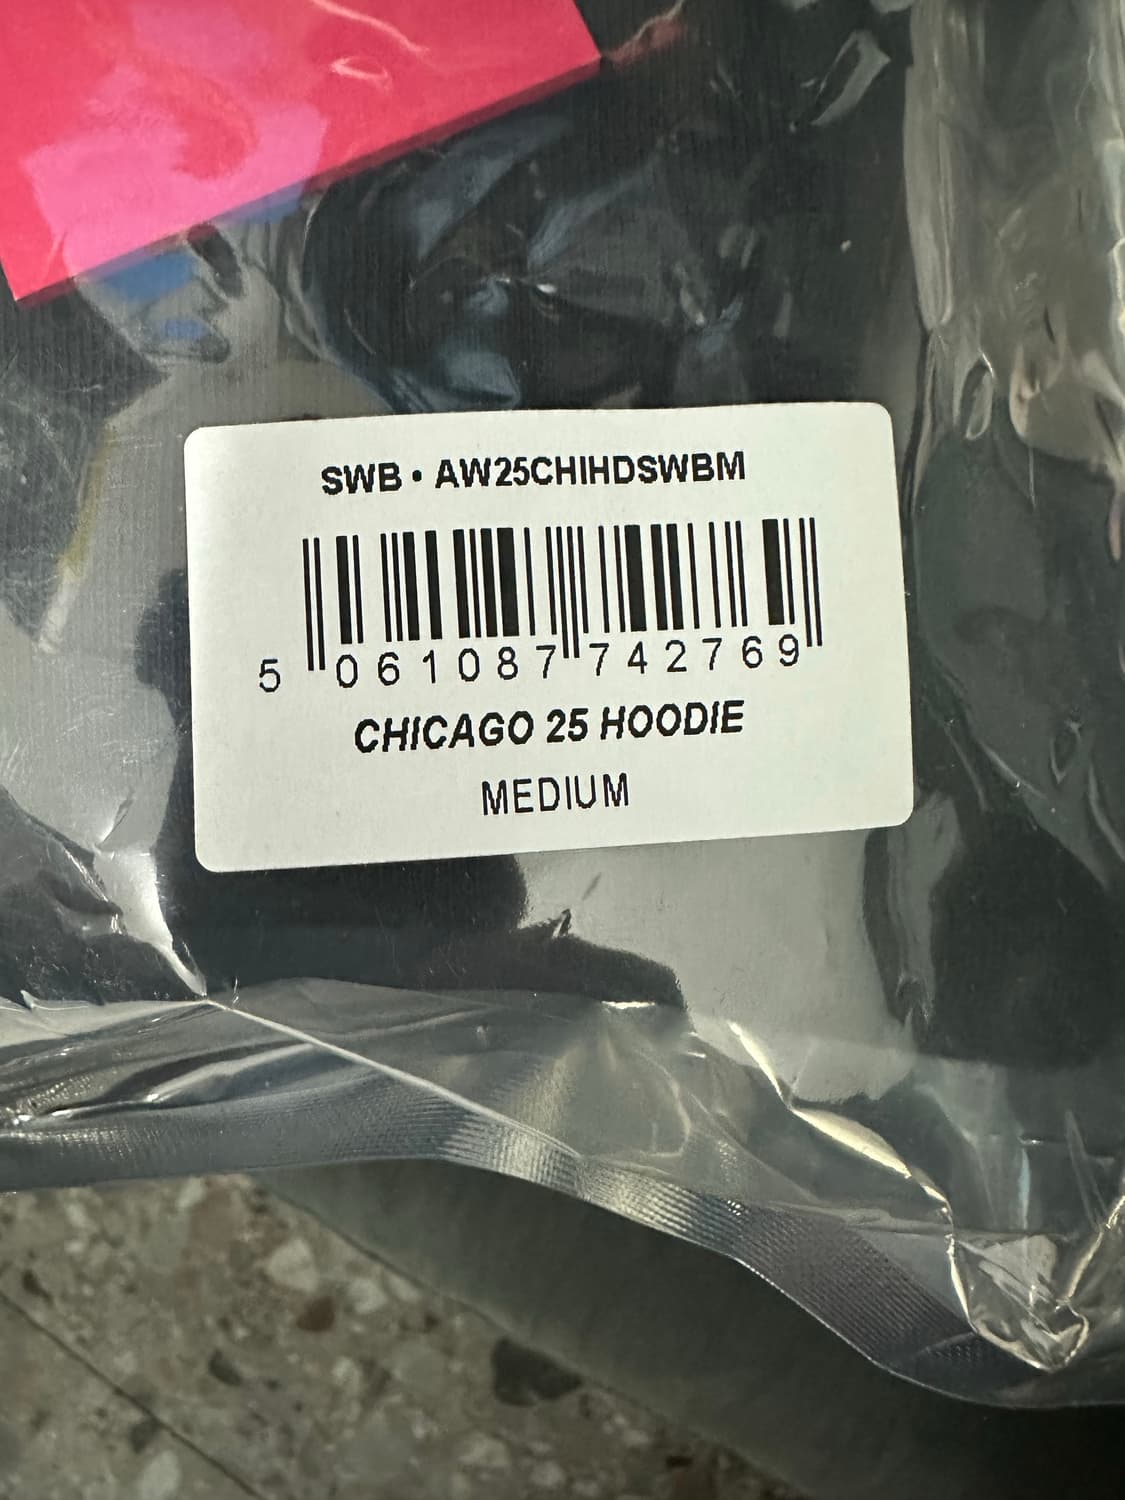 SWB • AW25CHIHDSWBM
5 061087 742769
CHICAGO 25 HOODIE
MEDIUM